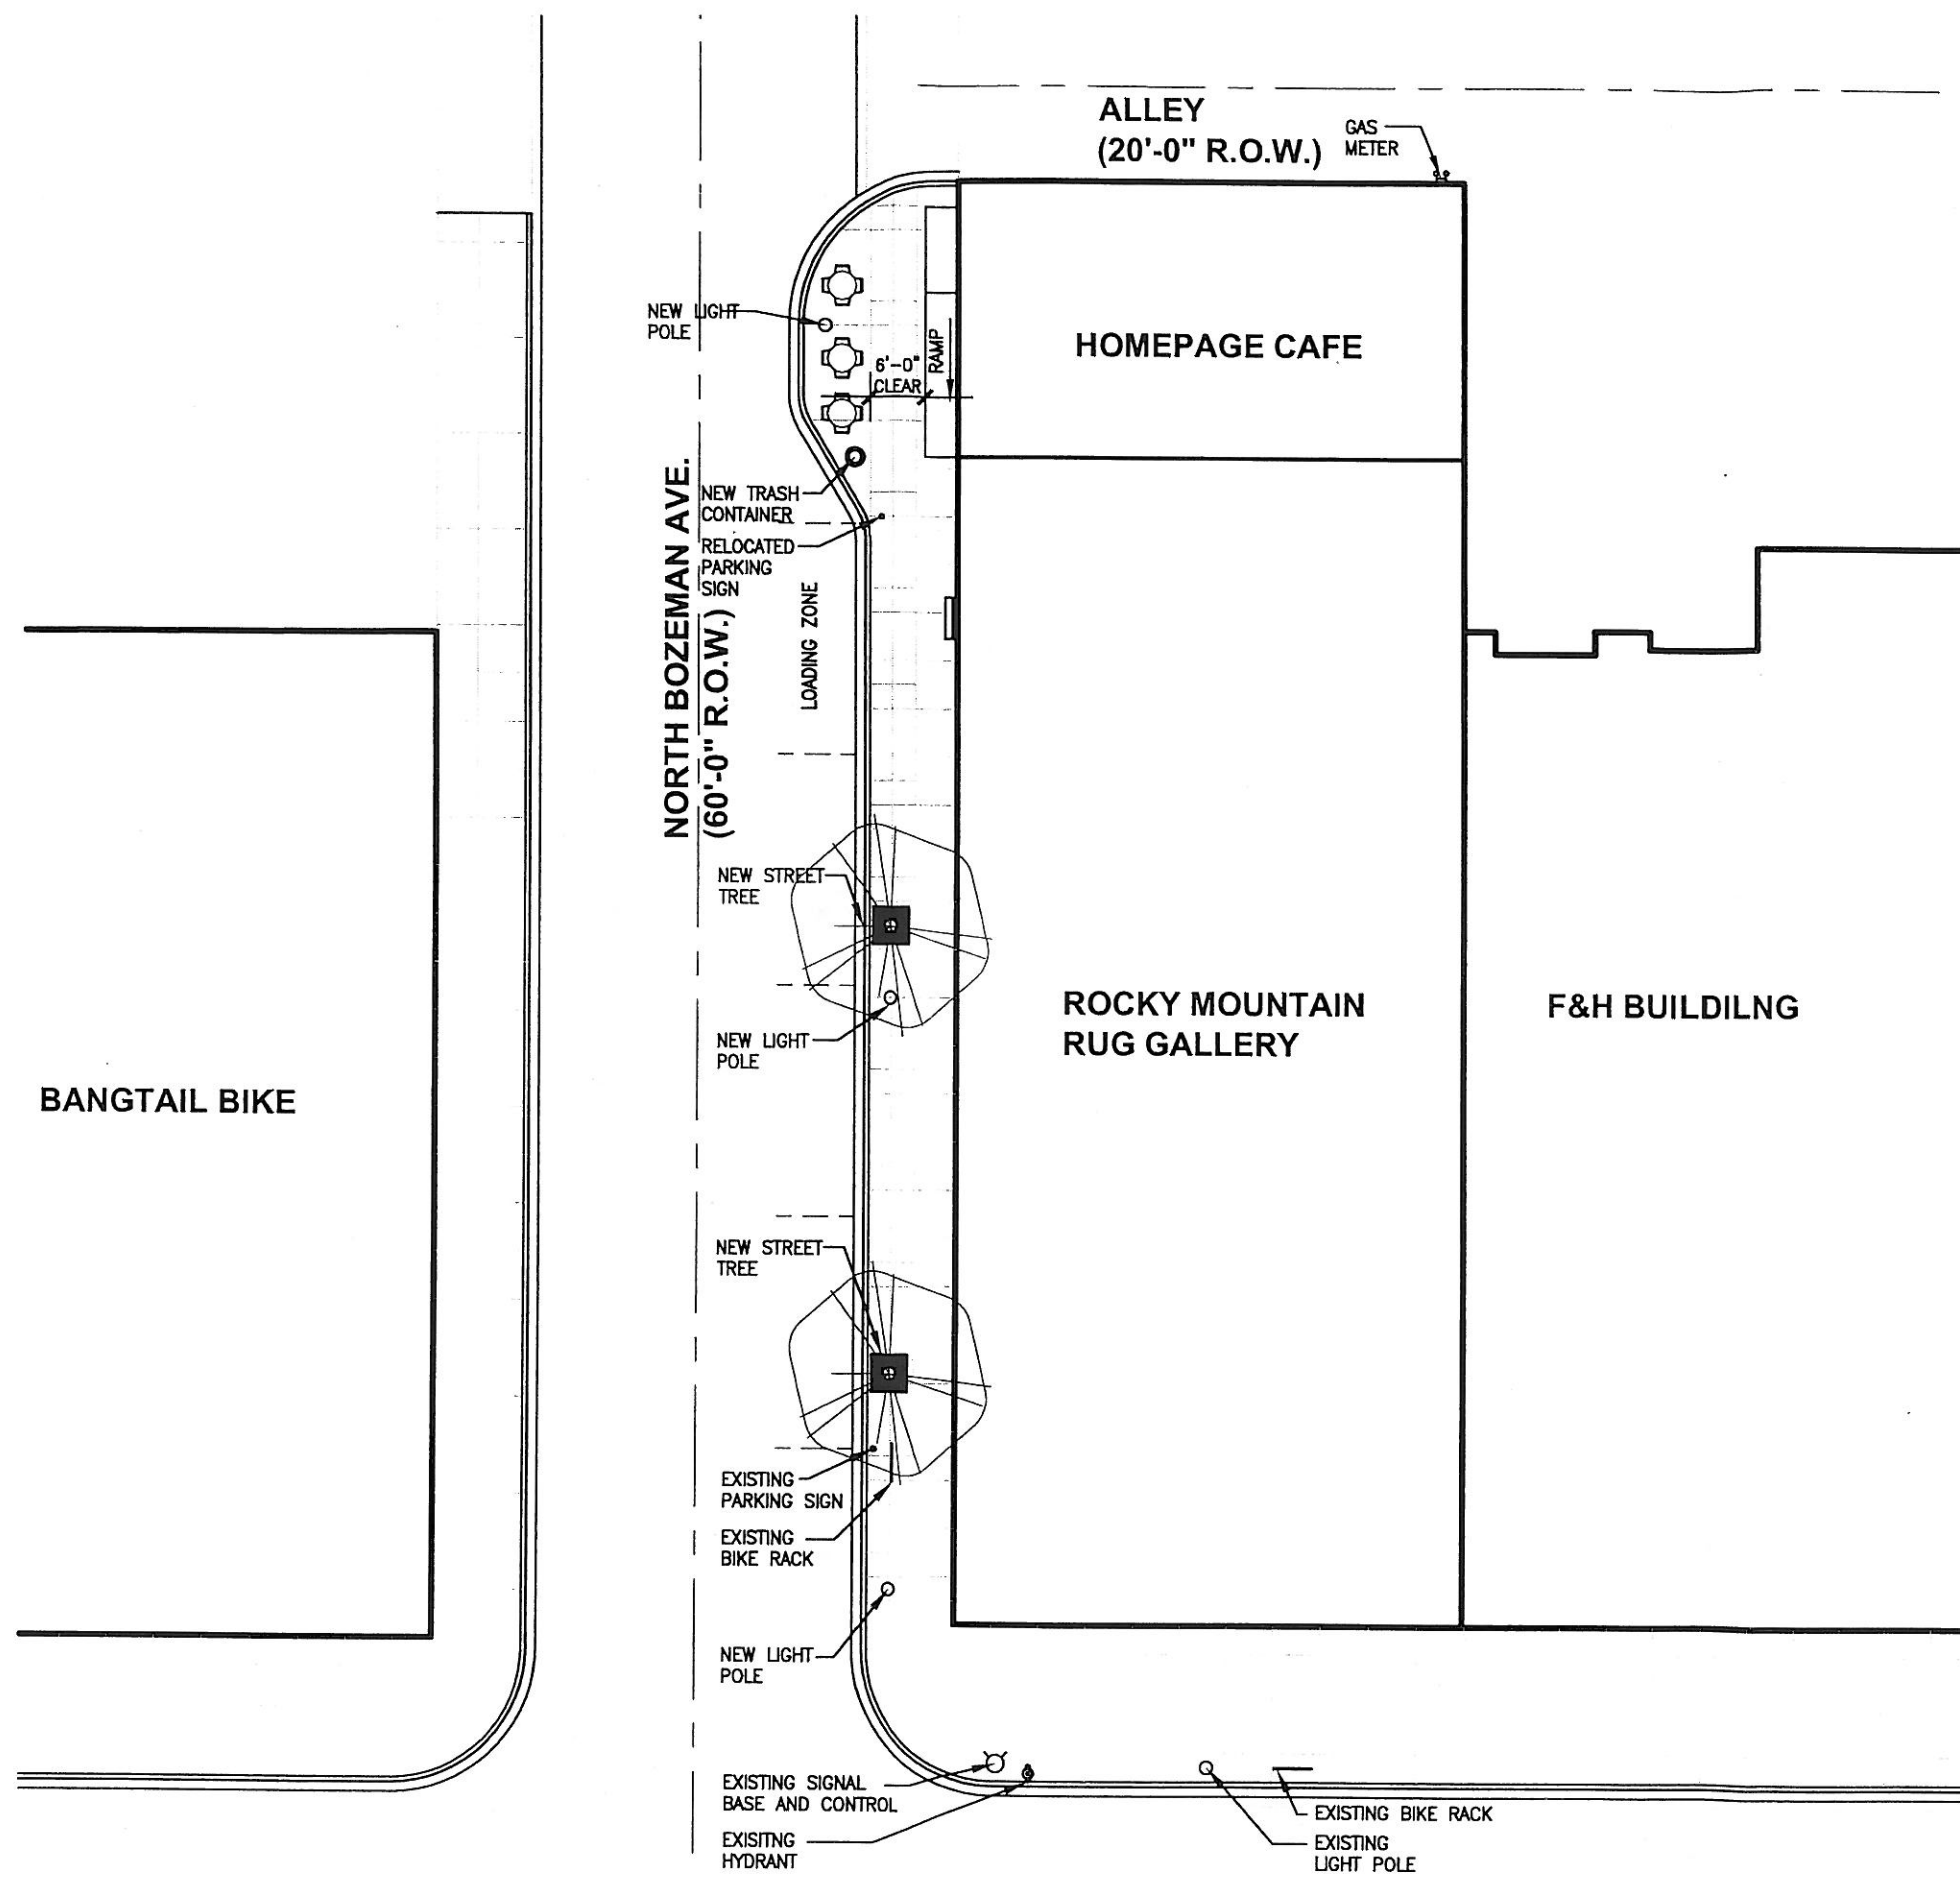 ALLEY
(20'-0" R.O.W.)
GAS
METER
NEW LIGHT
POLE
6'-0"
CLEAR
RAMP
HOMEPAGE CAFE
NEW TRASH
CONTAINER
RELOCATED
PARKING
SIGN
LOADING ZONE
NORTH BOZEMAN AVE.
(60'-0" R.O.W.)
NEW STREET
TREE
NEW LIGHT
POLE
ROCKY MOUNTAIN
RUG GALLERY
F&H BUILDILNG
BANGTAIL BIKE
NEW STREET
TREE
EXISTING
PARKING SIGN
EXISTING
BIKE RACK
NEW LIGHT
POLE
EXISTING SIGNAL
BASE AND CONTROL
EXISITNG
HYDRANT
EXISTING BIKE RACK
EXISTING
LIGHT POLE